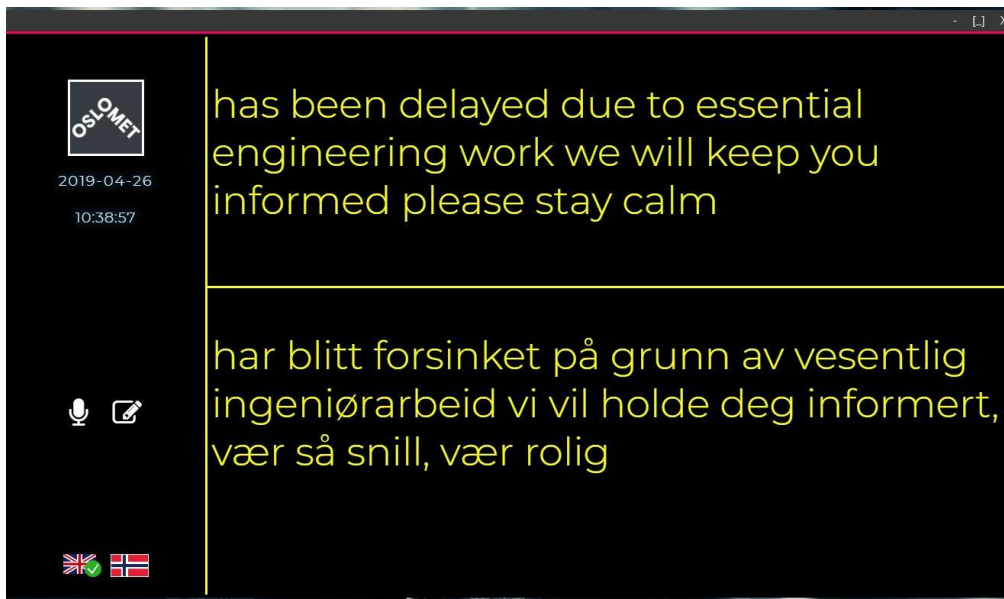 - [_] X
OSLOMET
2019-04-26
10:38:57
has been delayed due to essential
engineering work we will keep you
informed please stay calm
har blitt forsinket på grunn av vesentlig
ingeniørarbeid vi vil holde deg informert,
vær så snill, vær rolig